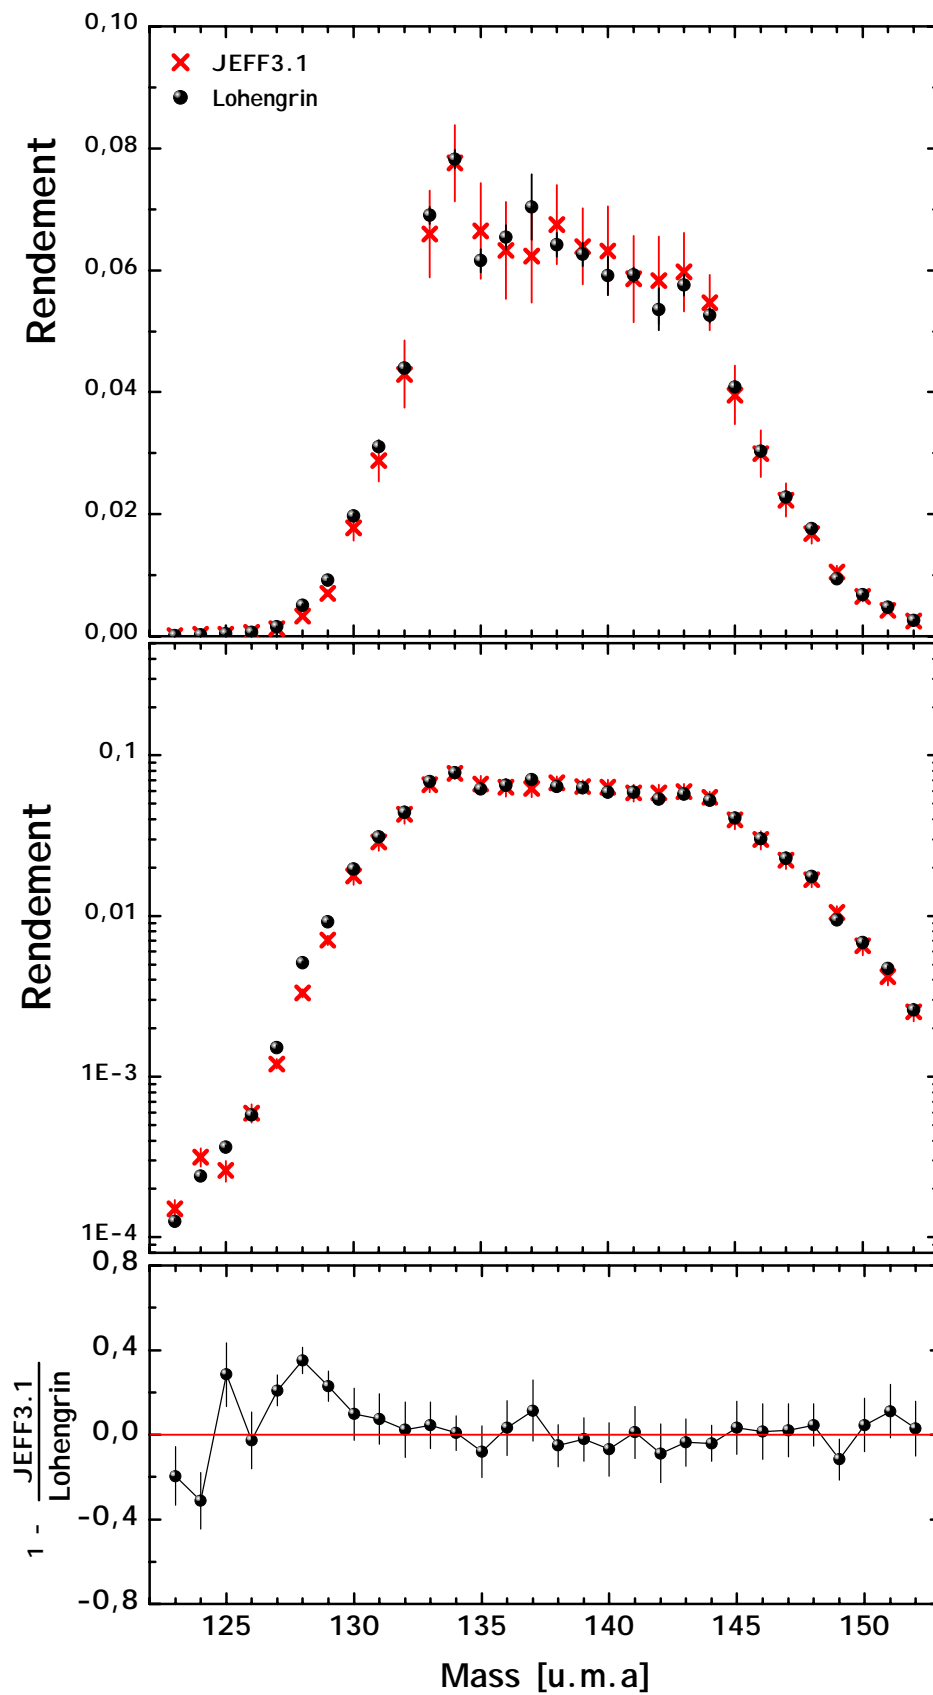 0,10
JEFF3.1
Lohengrin
0,08
0,06
0,04
0,02
0,00
Rendement
0,1
0,01
1E-3
1E-4
Rendement
0,8
0,4
0,0
-0,4
-0,8
1 - JEFF3.1
Lohengrin
125 130 135 140 145 150
Mass [u.m.a]